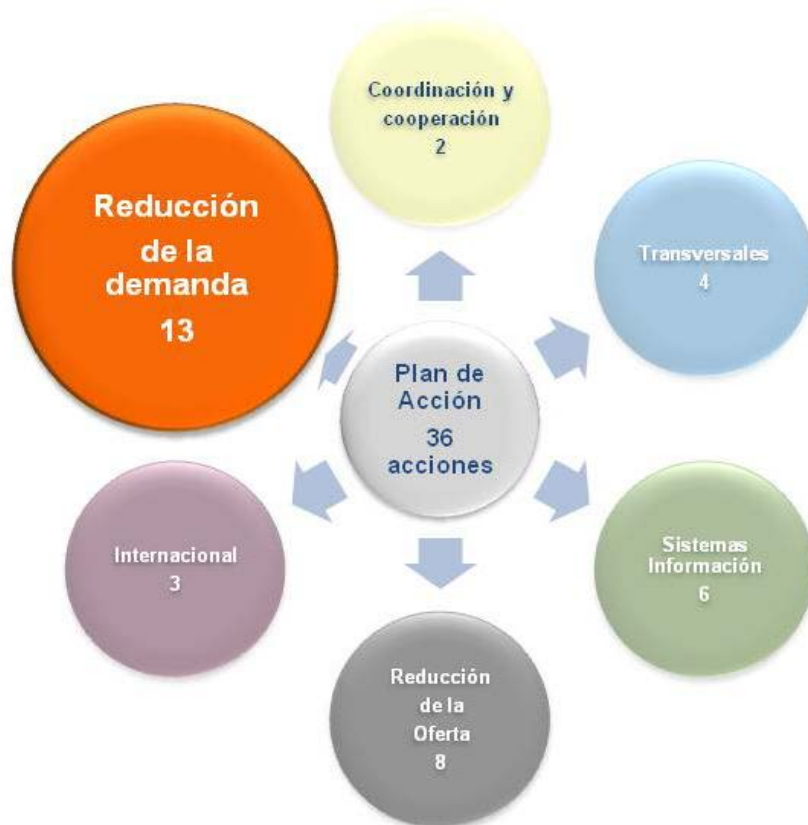 Coordinación y
cooperación
2
Reducción
de la
demanda
13
Transversales
4
Plan de
Acción
36
acciones
Internacional
3
Sistemas
Información
6
Reducción
de la
Oferta
8